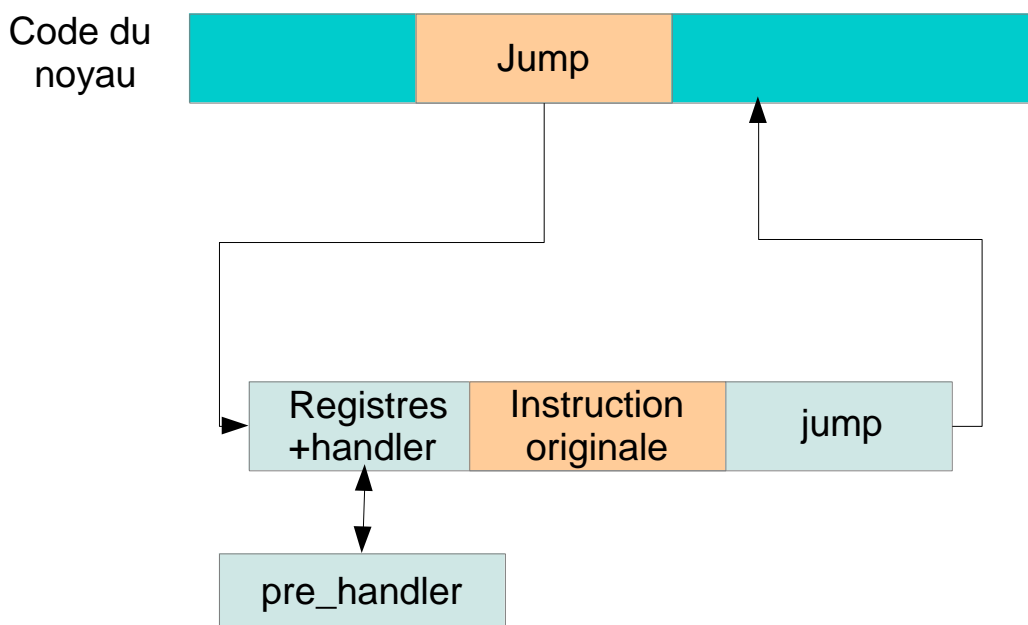 Code du
noyau
Jump
Registres
+handler
Instruction
originale
jump
pre_handler